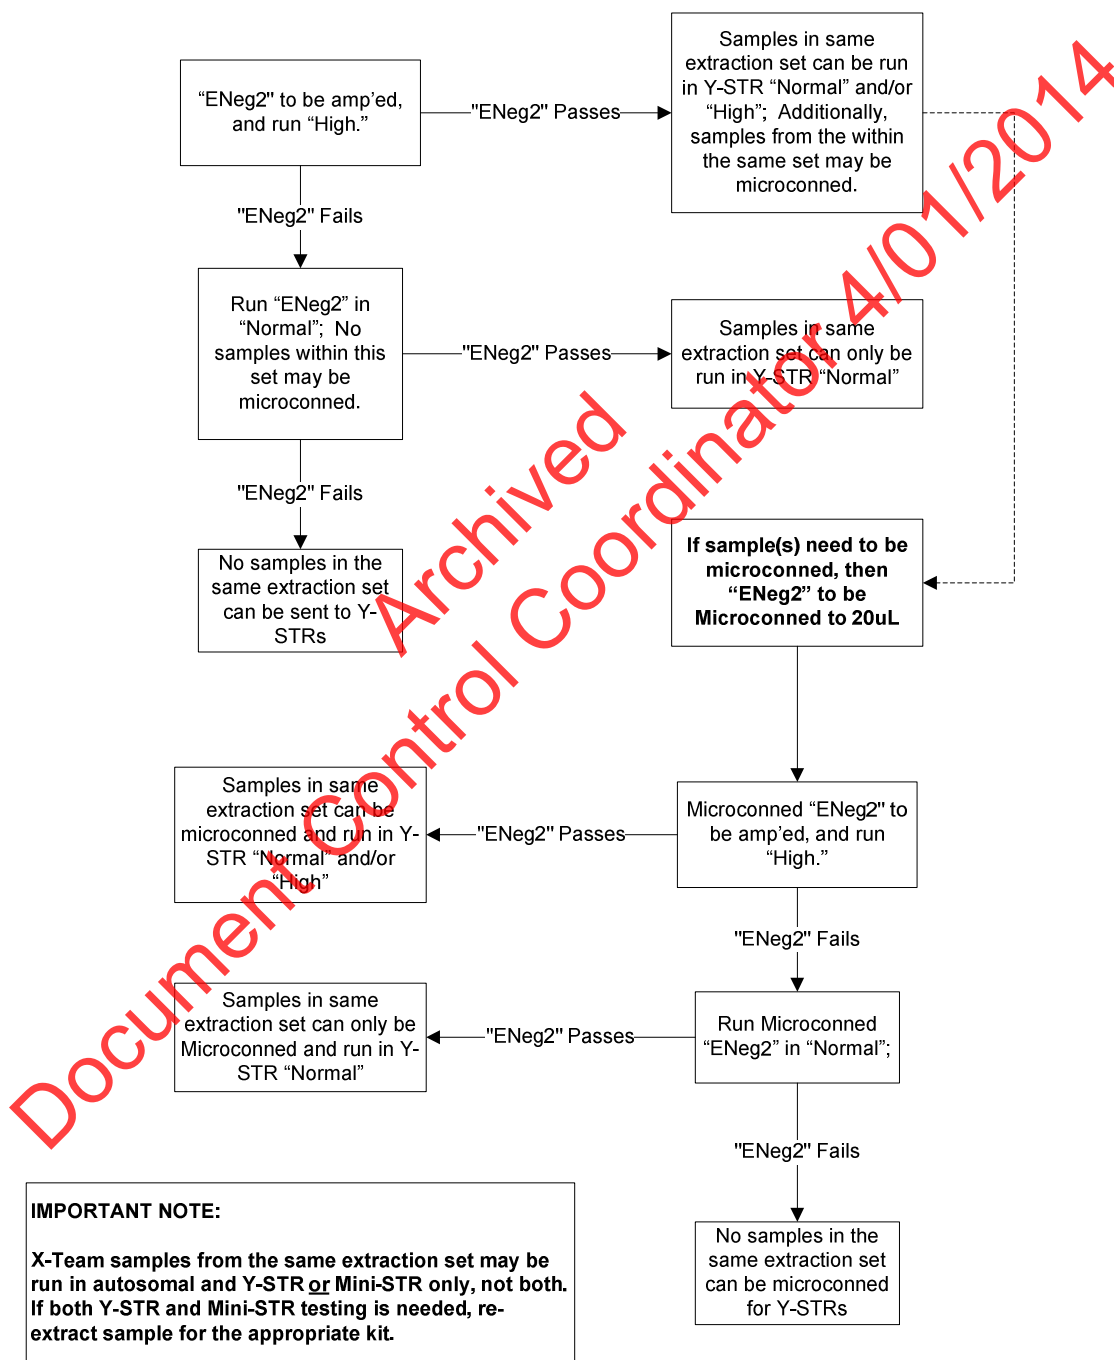 “ENeg2” to be amp’ed,
and run “High.”
"ENeg2" Passes
Samples in same
extraction set can be run
in Y-STR “Normal” and/or
“High”;  Additionally,
samples from the within
the same set may be
microconned.
"ENeg2" Fails
Run “ENeg2” in
“Normal”;  No
samples within this
set may be
microconned.
"ENeg2" Passes
Samples in same
extraction set can only be
run in Y-STR “Normal”
"ENeg2" Fails
No samples in the
same extraction set
can be sent to Y-
STRs
If sample(s) need to be
microconned, then
“ENeg2” to be
Microconned to 20uL
Microconned “ENeg2” to
be amp’ed, and run
“High.”
"ENeg2" Passes
Samples in same
extraction set can be
microconned and run in Y-
STR “Normal” and/or
“High”
"ENeg2" Fails
Run Microconned
“ENeg2” in “Normal”;
"ENeg2" Passes
Samples in same
extraction set can only be
Microconned and run in Y-
STR “Normal”
"ENeg2" Fails
No samples in the
same extraction set
can be microconned
for Y-STRs
IMPORTANT NOTE:
X-Team samples from the same extraction set may be
run in autosomal and Y-STR or Mini-STR only, not both.
If both Y-STR and Mini-STR testing is needed, re-
extract sample for the appropriate kit.
Archived
Document Control Coordinator 4/01/2014